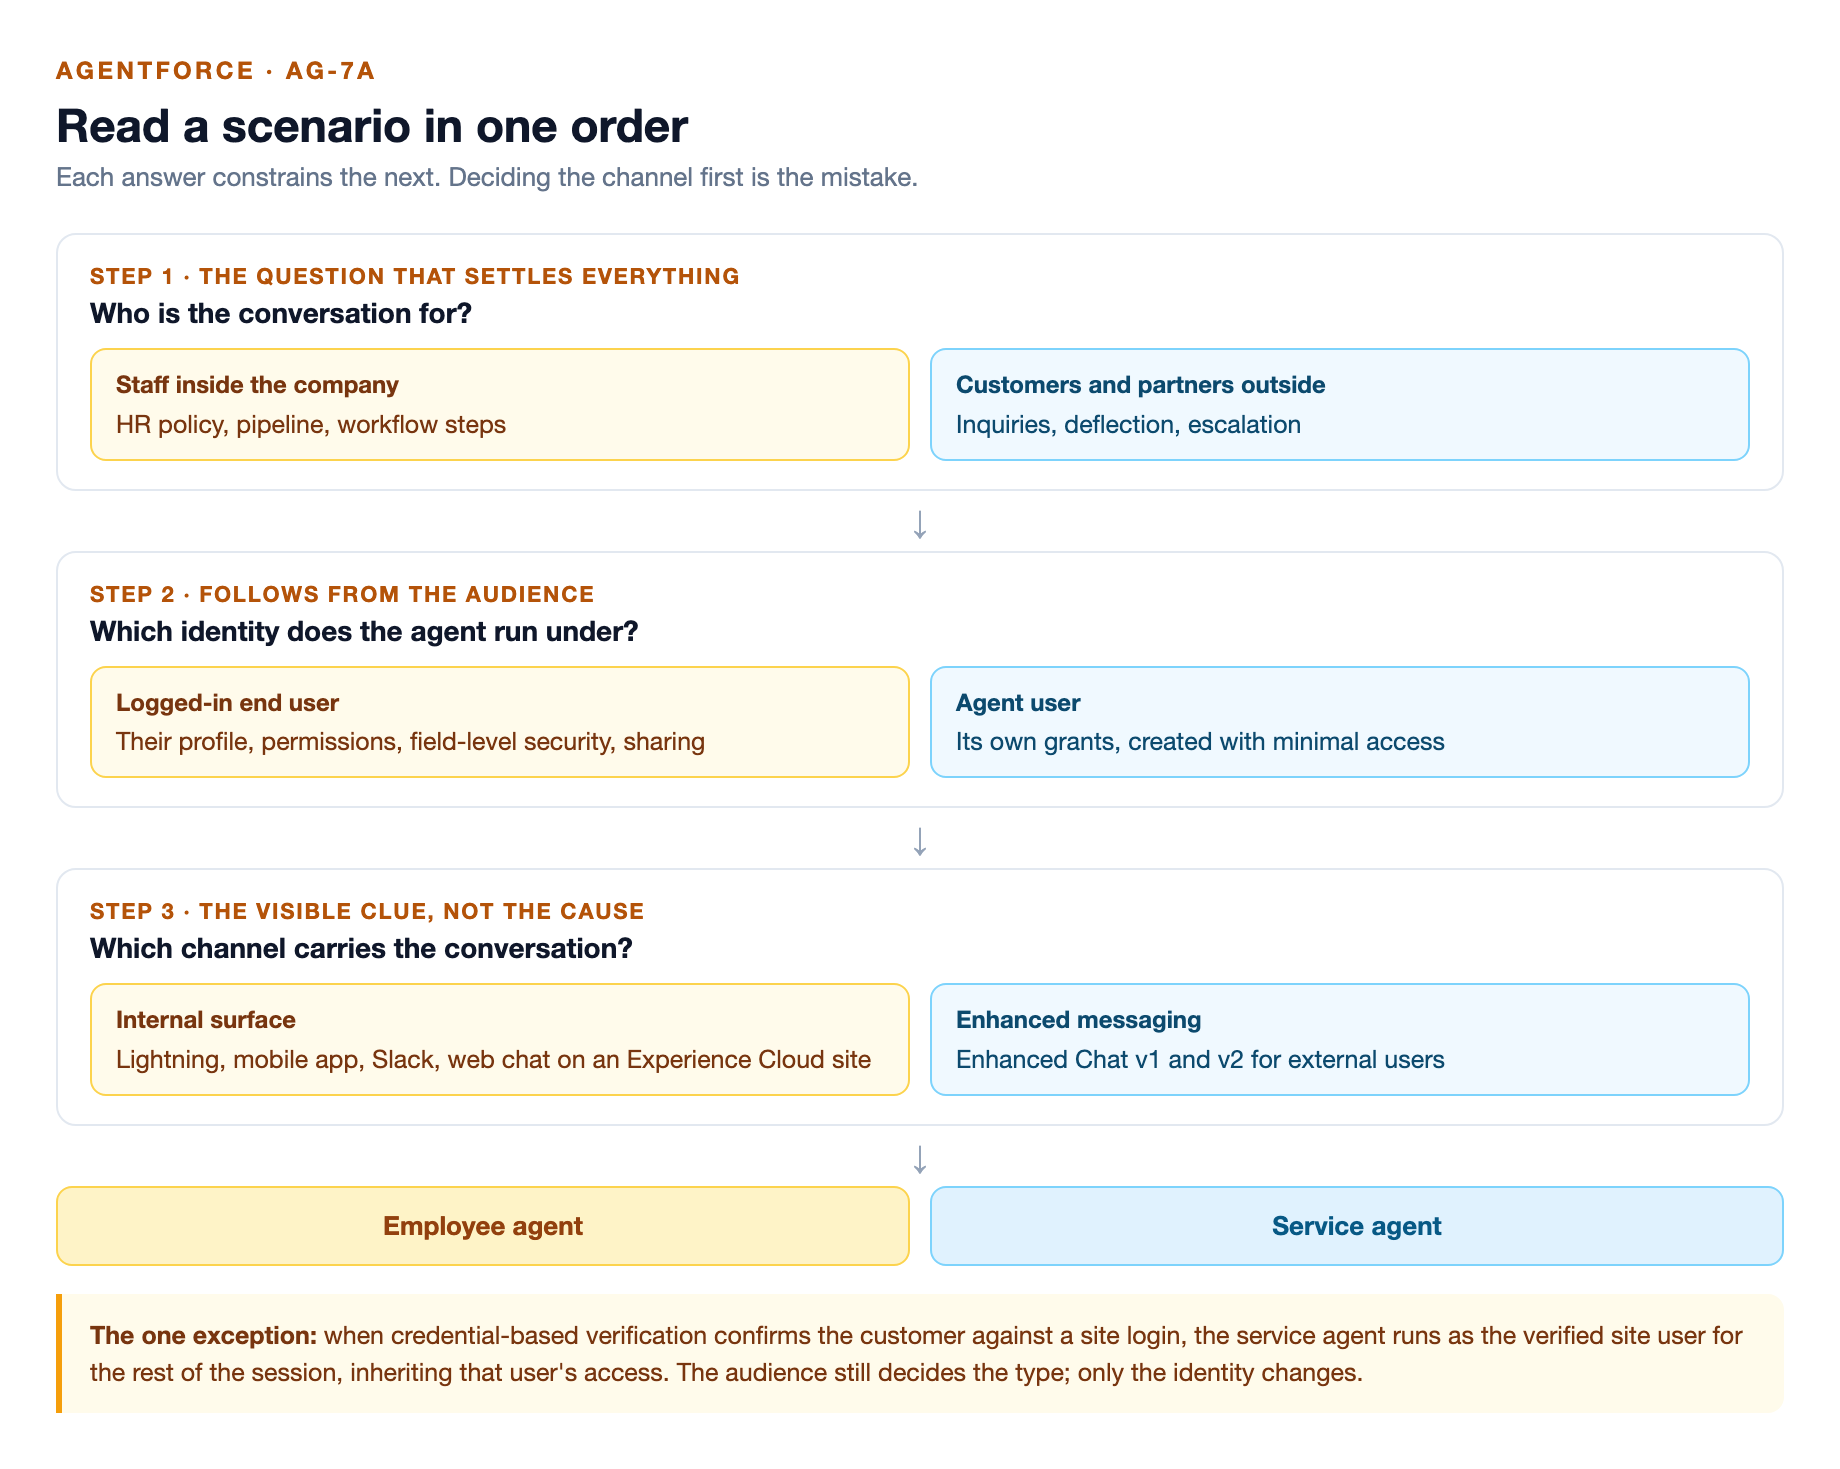 AGENTFORCE · AG-7A
Read a scenario in one order
Each answer constrains the next. Deciding the channel first is the mistake.
STEP 1 · THE QUESTION THAT SETTLES EVERYTHING
Who is the conversation for?
Staff inside the company
HR policy, pipeline, workflow steps
Customers and partners outside
Inquiries, deflection, escalation
↓
STEP 2 · FOLLOWS FROM THE AUDIENCE
Which identity does the agent run under?
Logged-in end user
Their profile, permissions, field-level security, sharing
Agent user
Its own grants, created with minimal access
↓
STEP 3 · THE VISIBLE CLUE, NOT THE CAUSE
Which channel carries the conversation?
Internal surface
Lightning, mobile app, Slack, web chat on an Experience Cloud site
Enhanced messaging
Enhanced Chat v1 and v2 for external users
↓
Employee agent
Service agent
The one exception: when credential-based verification confirms the customer against a site login, the service agent runs as the verified site user for
the rest of the session, inheriting that user's access. The audience still decides the type; only the identity changes.